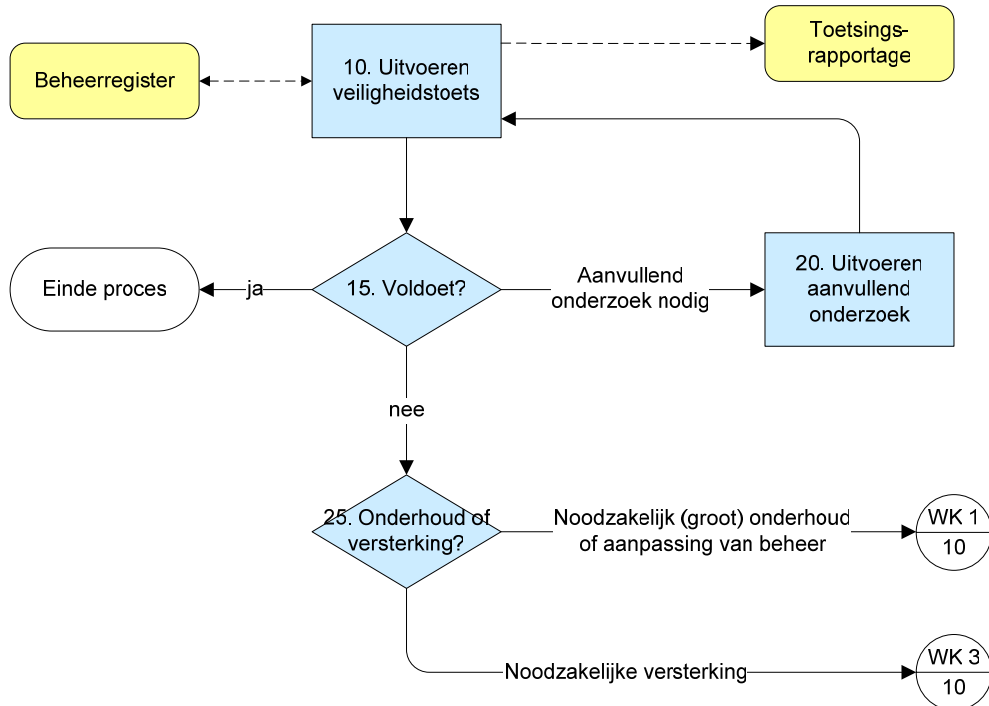 Toetsings-
rapportage
10. Uitvoeren
veiligheidstoets
Beheerregister
Einde proces
ja
15. Voldoet?
Aanvullend
onderzoek nodig
20. Uitvoeren
aanvullend
onderzoek
nee
25. Onderhoud of
versterking?
Noodzakelijk (groot) onderhoud
of aanpassing van beheer
WK 1
10
Noodzakelijke versterking
WK 3
10